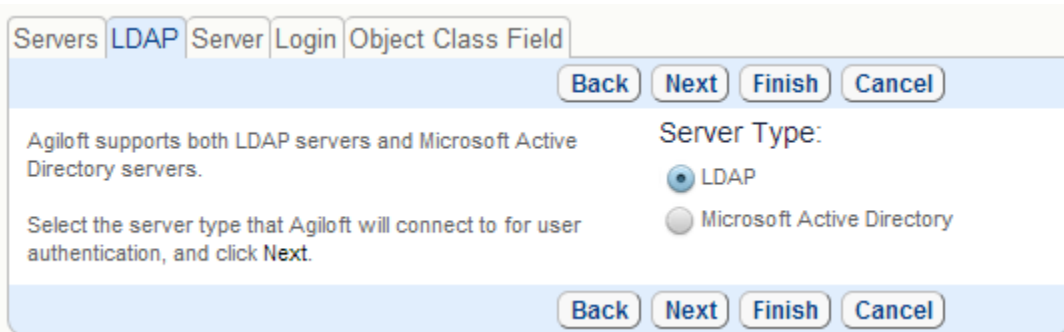 Servers LDAP Server Login Object Class Field
Back Next Finish Cancel
Agiloft supports both LDAP servers and Microsoft Active
Directory servers.
Select the server type that Agiloft will connect to for user
authentication, and click Next.
Server Type:
LDAP
Microsoft Active Directory
Back Next Finish Cancel